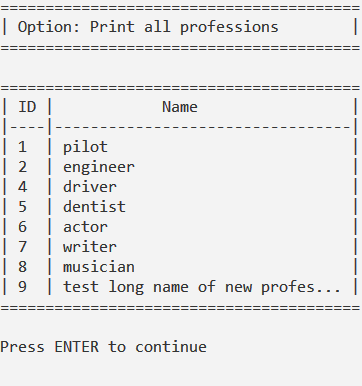 ========================================
| Option: Print all professions        |
========================================

========================================
| ID |            Name                 |
|----|---------------------------------|
| 1  | pilot                           |
| 2  | engineer                        |
| 4  | driver                          |
| 5  | dentist                         |
| 6  | actor                           |
| 7  | writer                          |
| 8  | musician                        |
| 9  | test long name of new profes... |
========================================

Press ENTER to continue